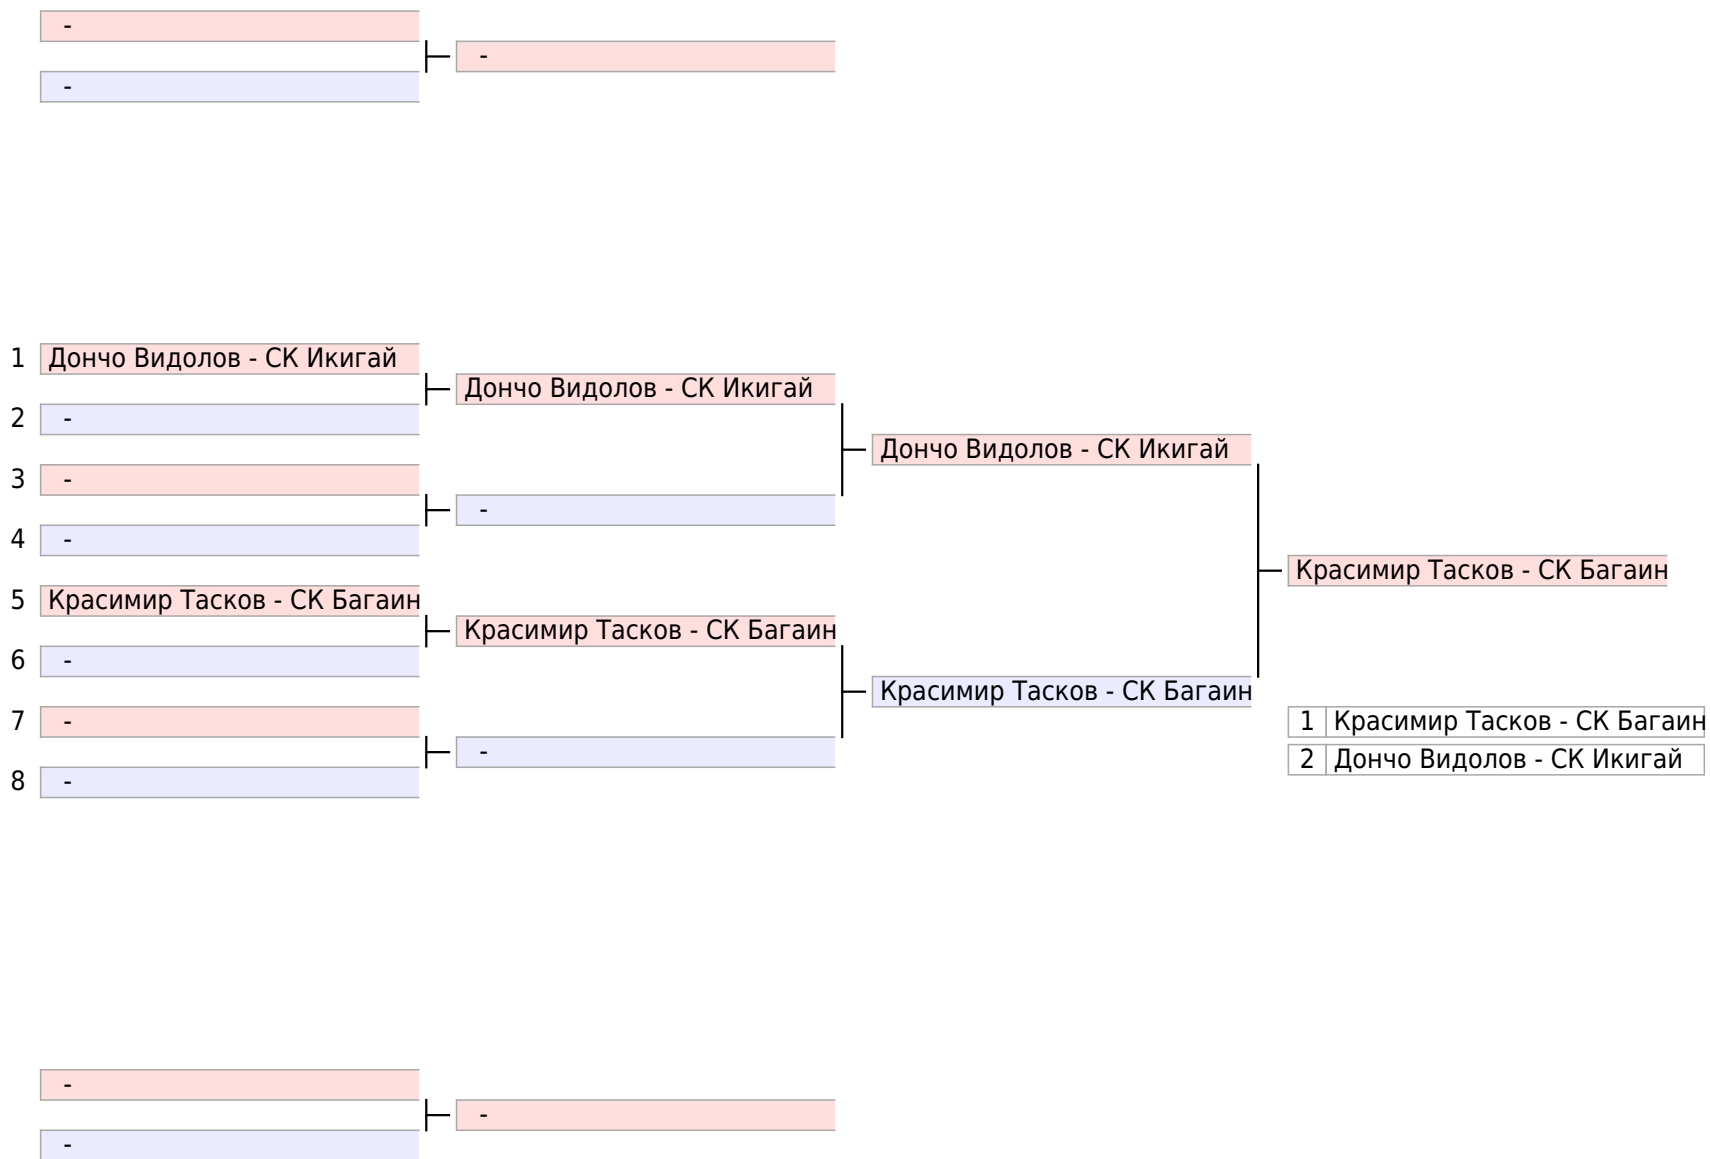 -
-
-
1 Дончо Видолов - СК Икигай
Дончо Видолов - СК Икигай
2 -
Дончо Видолов - СК Икигай
3 -
-
4 -
Красимир Тасков - СК Багаин
5 Красимир Тасков - СК Багаин
Красимир Тасков - СК Багаин
6 -
Красимир Тасков - СК Багаин
7 -
1 Красимир Тасков - СК Багаин
-
2 Дончо Видолов - СК Икигай
8 -
-
-
-